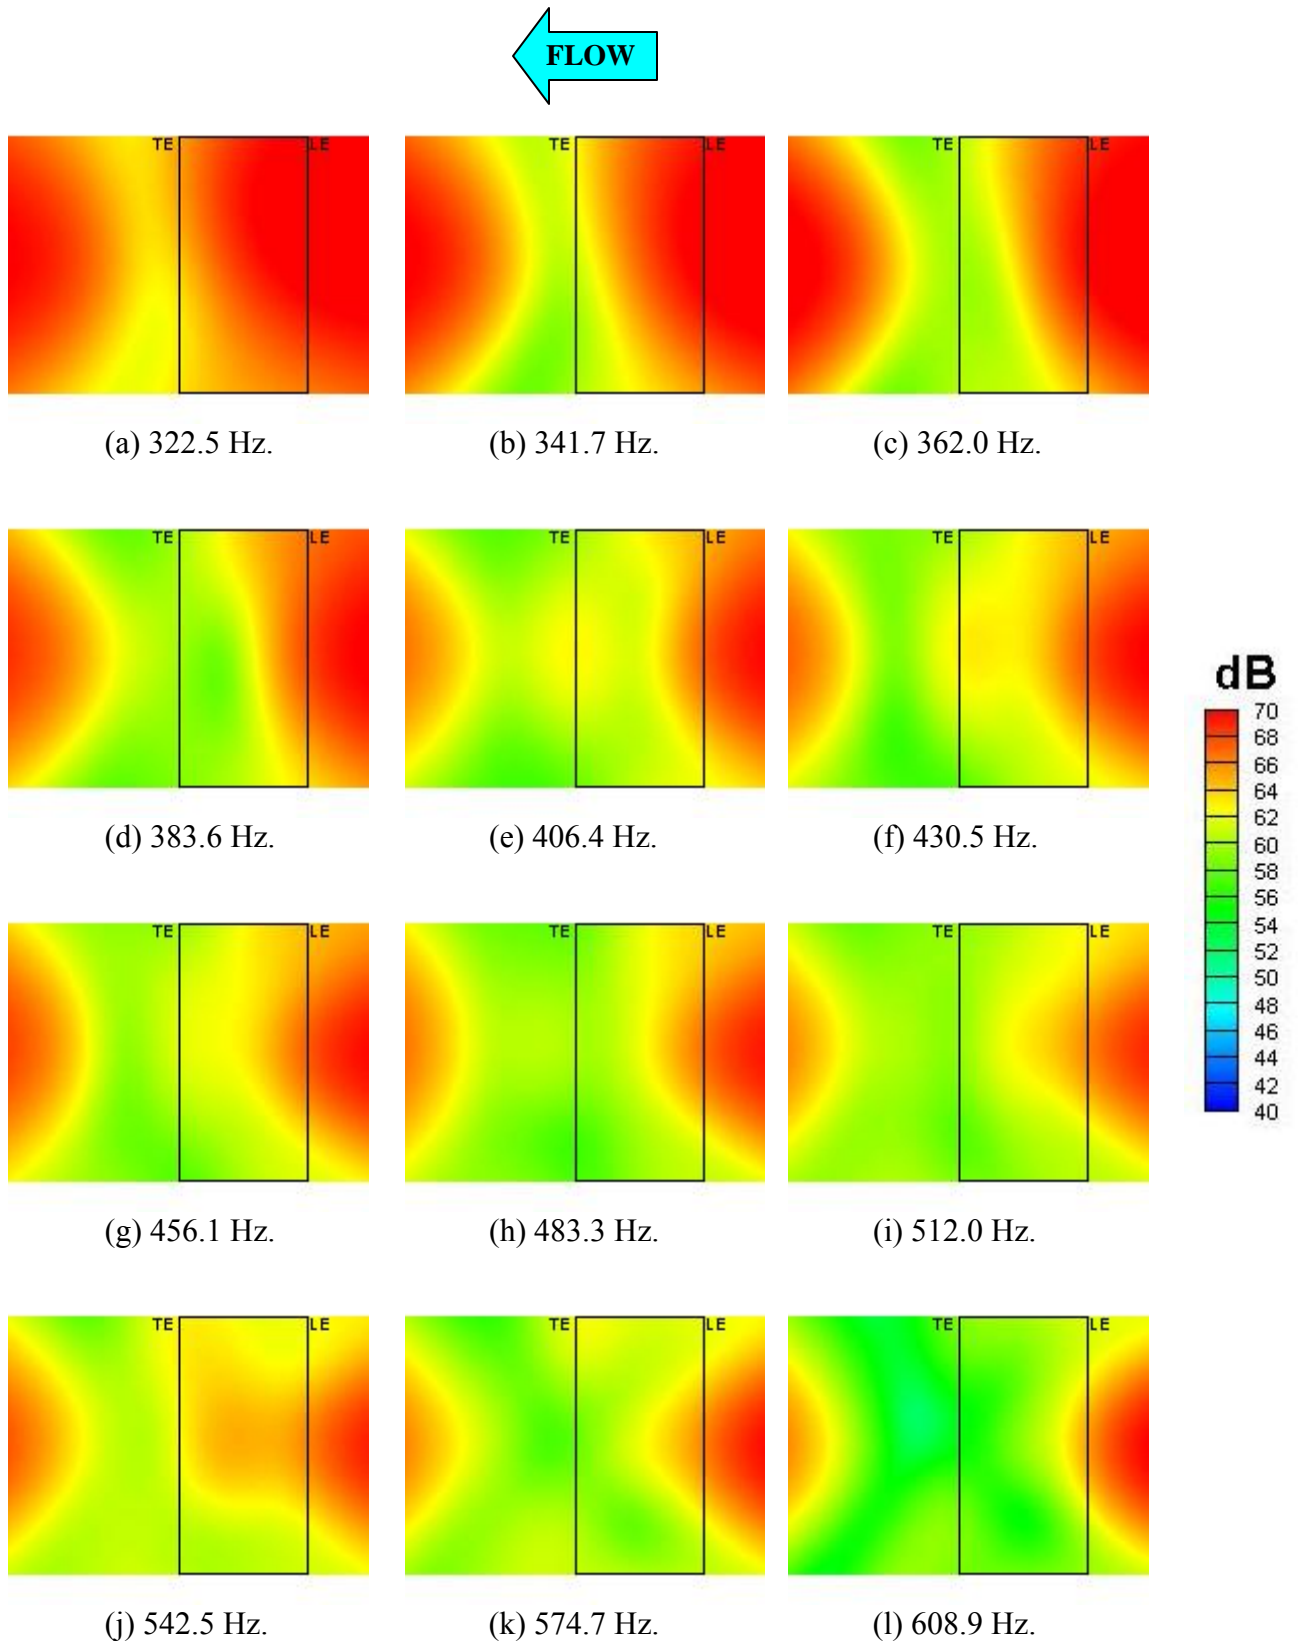 FLOW
TE LE TE LE TE LE
(a) 322.5 Hz. (b) 341.7 Hz. (c) 362.0 Hz.
TE LE TE LE TE LE
(d) 383.6 Hz. (e) 406.4 Hz. (f) 430.5 Hz.
dB
70
68
66
64
62
60
58
56
54
52
50
48
46
44
42
40
TE LE TE LE TE LE
(g) 456.1 Hz. (h) 483.3 Hz. (i) 512.0 Hz.
TE LE TE LE TE LE
(j) 542.5 Hz. (k) 574.7 Hz. (l) 608.9 Hz.